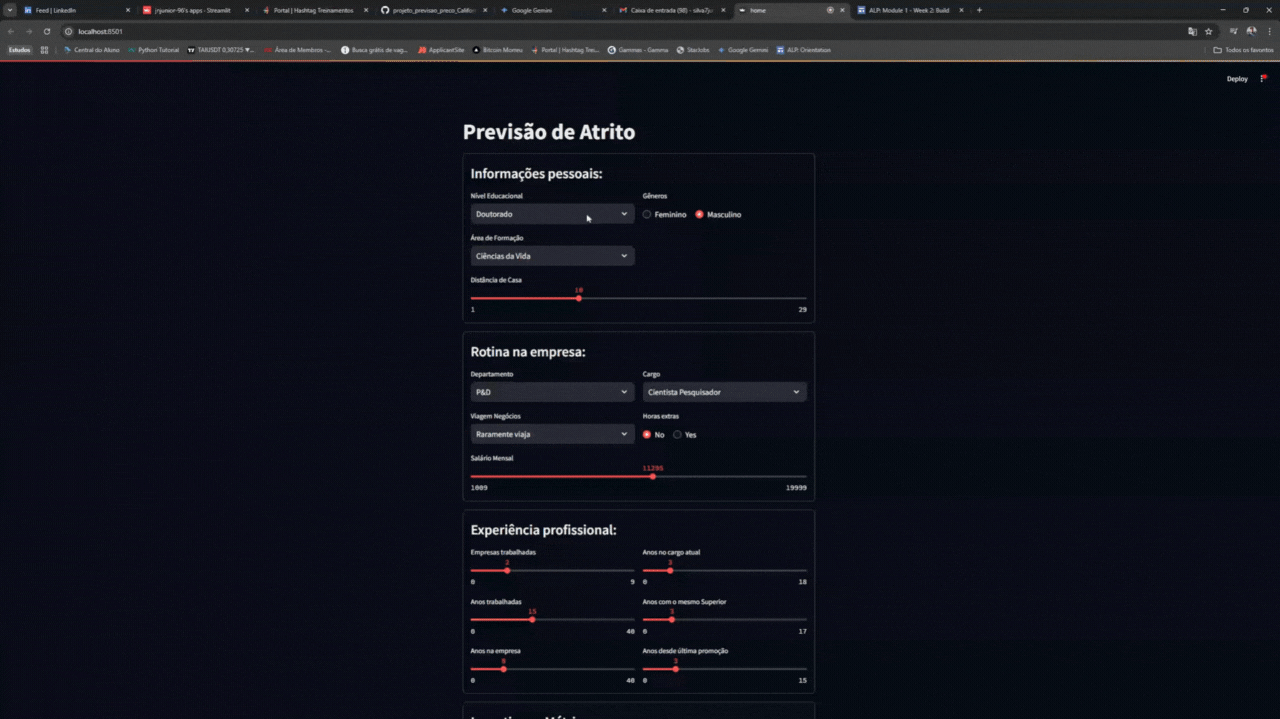 Feed | LinkedIn
jrjunior-96's apps · Streamlit
Portal | Hashtag Treinamentos
projeto_previsao_preco_Califor
Google Gemini
Caixa de entrada (98) - silva7j
home
ALP: Module 1 - Week 2: Build
localhost:8501
Estudos
Central do Aluno
Python Tutorial
TAIUSDT 0,30725 ▼...
Área de Membros -...
Busca grátis de vag...
ApplicantSite
Bitcoin Moreu
Portal | Hashtag Trei...
Gammas - Gamma
Google Gemini
ALP: Orientation
Todos os favoritos
Deploy
Previsão de Atrito
Informações pessoais:
Nível Educacional
Gêneros
Doutorado
Feminino
Masculino
Área de Formação
Ciências da Vida
Distância de Casa
10
1
29
Rotina na empresa:
Departamento
Cargo
P&D
Cientista Pesquisador
Viagem Negócios
Horas extras
Raramente viaja
No
Yes
Salário Mensal
11295
1009
19999
Experiência profissional:
Empresas trabalhadas
Anos no cargo atual
3
0
9
0
18
Anos trabalhadas
Anos com o mesmo Superior
15
3
0
40
0
17
Anos na empresa
Anos desde última promoção
3
0
40
0
15